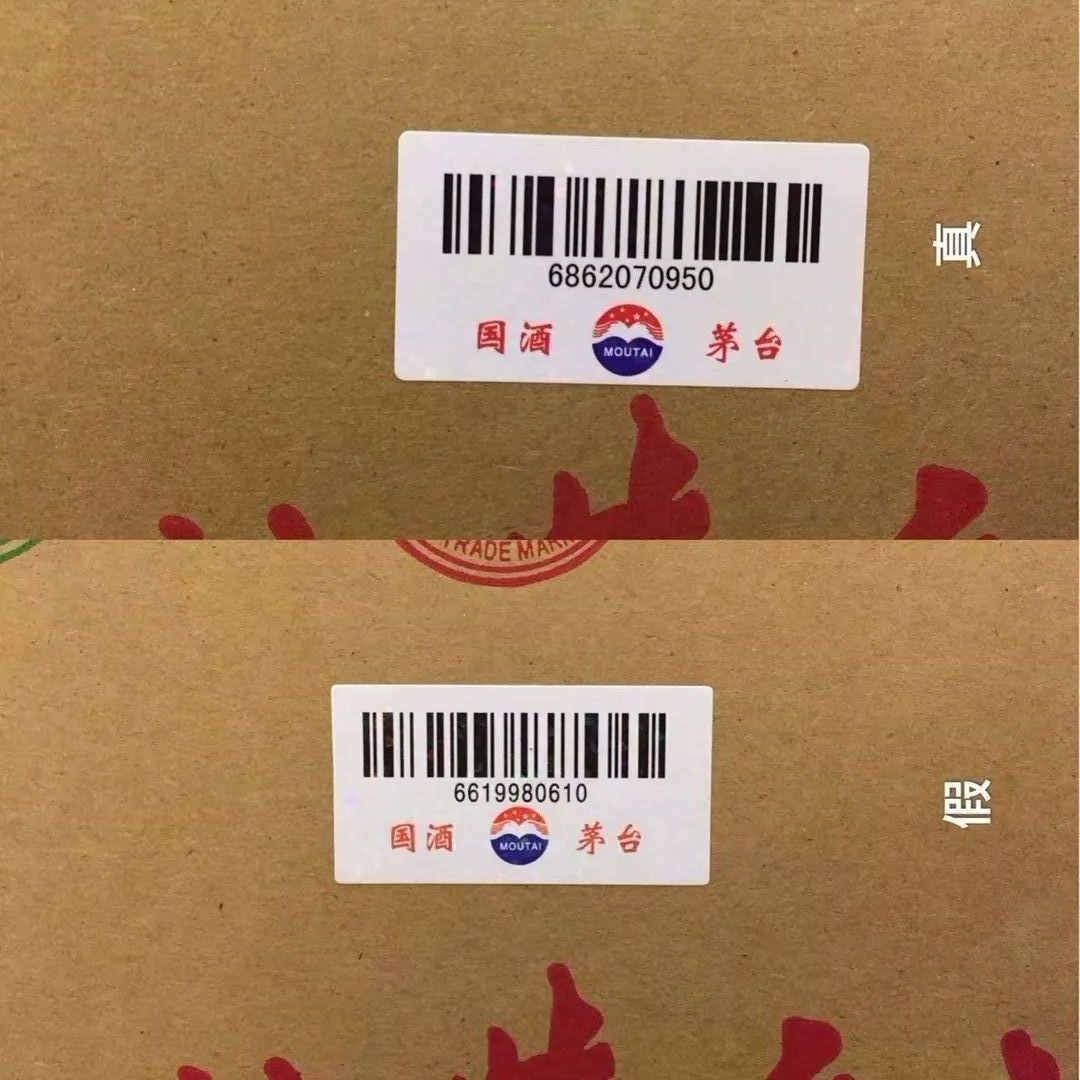 6862070950
国酒 MOUTAI 茅台
真
TRADE MARK
6619980610
国酒 MOUTAI 茅台
假